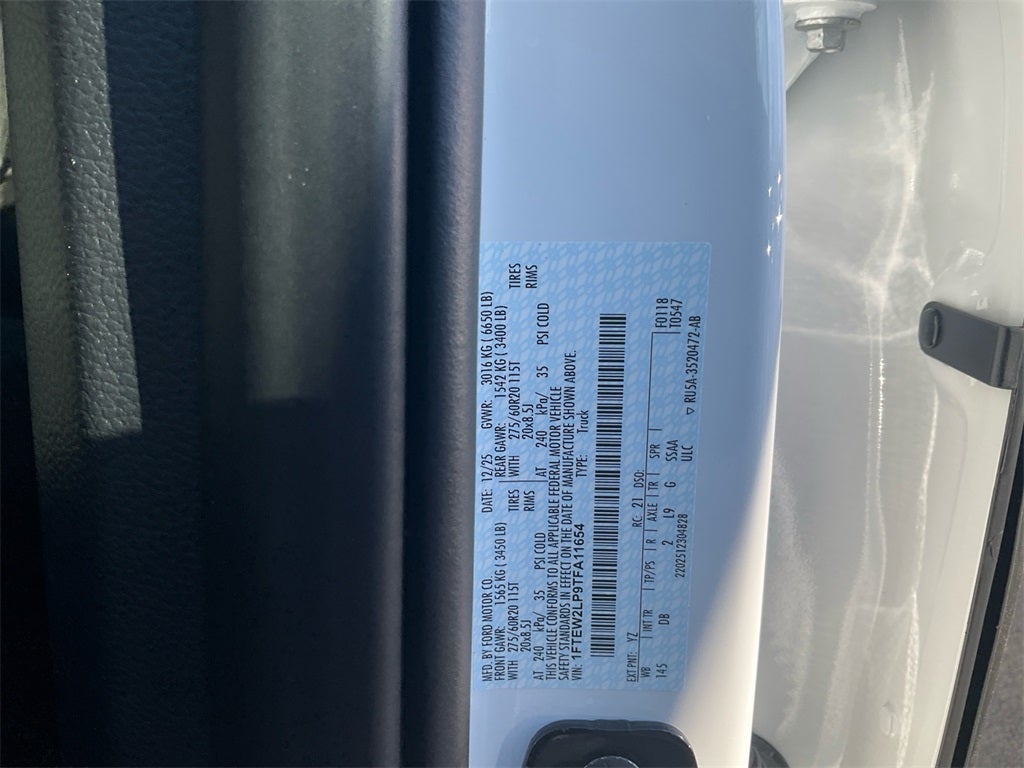 MFD. BY FORD MOTOR CO. DATE: 12/25 GVWR: 3016 KG ( 6650 LB)
FRONT GAWR: 1565 KG ( 3450 LB) REAR GAWR: 1542 KG ( 3400 LB)
WITH 275/60R20 115T TIRES WITH 275/60R20 115T TIRES
20x8.5J RIMS 20x8.5J RIMS
AT 240 kPa/ 35 PSI COLD AT 240 kPa/ 35 PSI COLD
THIS VEHICLE CONFORMS TO ALL APPLICABLE FEDERAL MOTOR VEHICLE
SAFETY STANDARDS IN EFFECT ON THE DATE OF MANUFACTURE SHOWN ABOVE.
VIN: 1FTEW2LP9TFA11654 TYPE: Truck
EXT PNT: YZ RC: 21 DSO: F0118
WB INT TR TP/PS R AXLE TR SPR T0547
145 DB 2 L9 G SSAA
2202512304828 ULC ▽ RU5A-3520472-AB